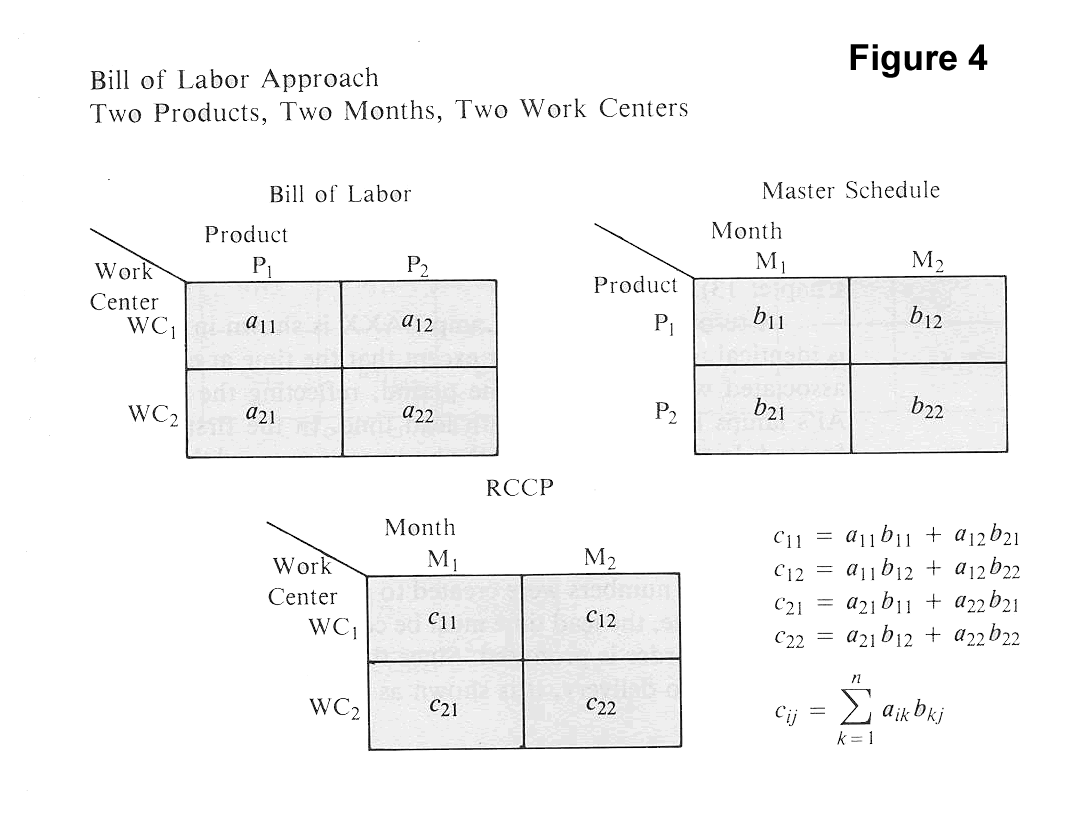 Figure 4
Bill of Labor Approach
Two Products, Two Months, Two Work Centers
Bill of Labor
Product
P₁ P₂
Work
Center
WC₁ a₁₁ a₁₂
WC₂ a₂₁ a₂₂
Master Schedule
Month
M₁ M₂
Product
P₁ b₁₁ b₁₂
P₂ b₂₁ b₂₂
RCCP
Month
M₁ M₂
Work
Center
WC₁ c₁₁ c₁₂
WC₂ c₂₁ c₂₂
c₁₁ = a₁₁b₁₁ + a₁₂b₂₁
c₁₂ = a₁₁b₁₂ + a₁₂b₂₂
c₂₁ = a₂₁b₁₁ + a₂₂b₂₁
c₂₂ = a₂₁b₁₂ + a₂₂b₂₂
n
cᵢⱼ = ∑ aᵢₖbₖⱼ
k = 1